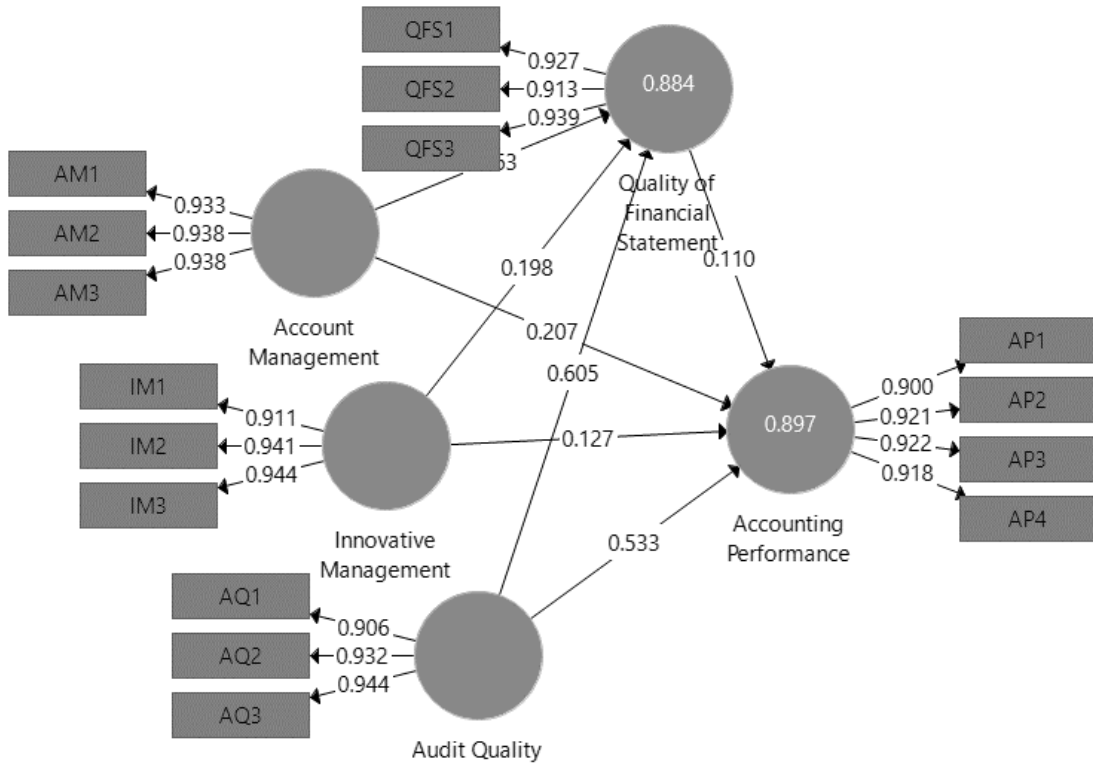 QFS1
QFS2
QFS3
0.927
0.913
0.939
0.884
Quality of
Financial
Statement
AM1
AM2
AM3
0.933
0.938
0.938
Account
Management
0.198
0.110
0.207
0.605
IM1
IM2
IM3
0.911
0.941
0.944
Innovative
Management
0.127
0.533
0.897
Accounting
Performance
0.900
0.921
0.922
0.918
AP1
AP2
AP3
AP4
AQ1
AQ2
AQ3
0.906
0.932
0.944
Audit Quality